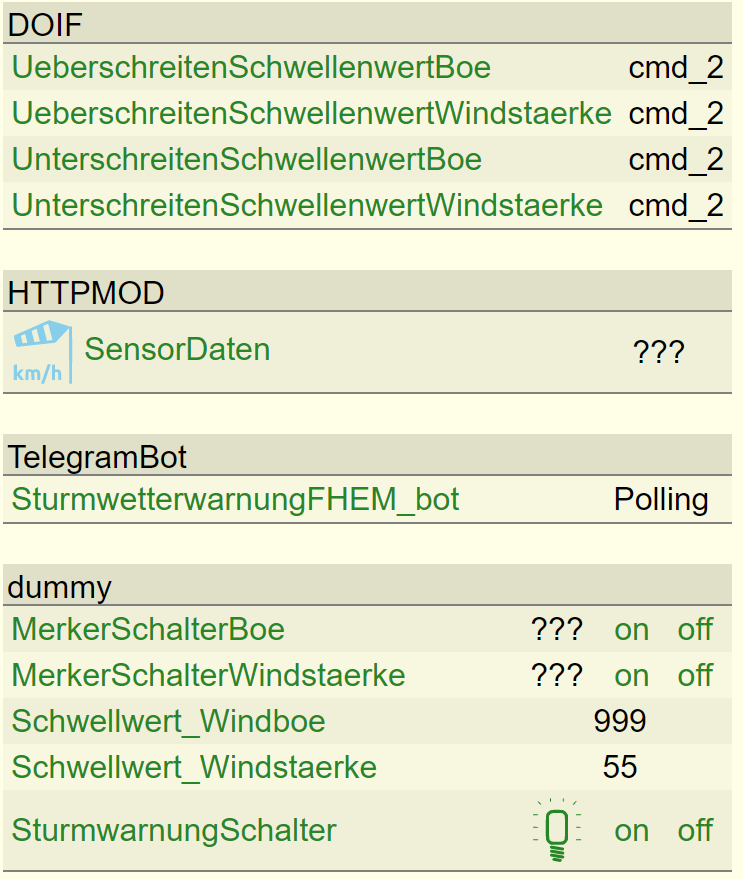 DOIF
UeberschreitenSchwellenwertBoe cmd_2
UeberschreitenSchwellenwertWindstaerke cmd_2
UnterschreitenSchwellenwertBoe cmd_2
UnterschreitenSchwellenwertWindstaerke cmd_2
HTTPMOD
km/h SensorDaten ???
TelegramBot
SturmwetterwarnungFHEM_bot Polling
dummy
MerkerSchalterBoe ??? on off
MerkerSchalterWindstaerke ??? on off
Schwellwert_Windboe 999
Schwellwert_Windstaerke 55
SturmwarnungSchalter on off